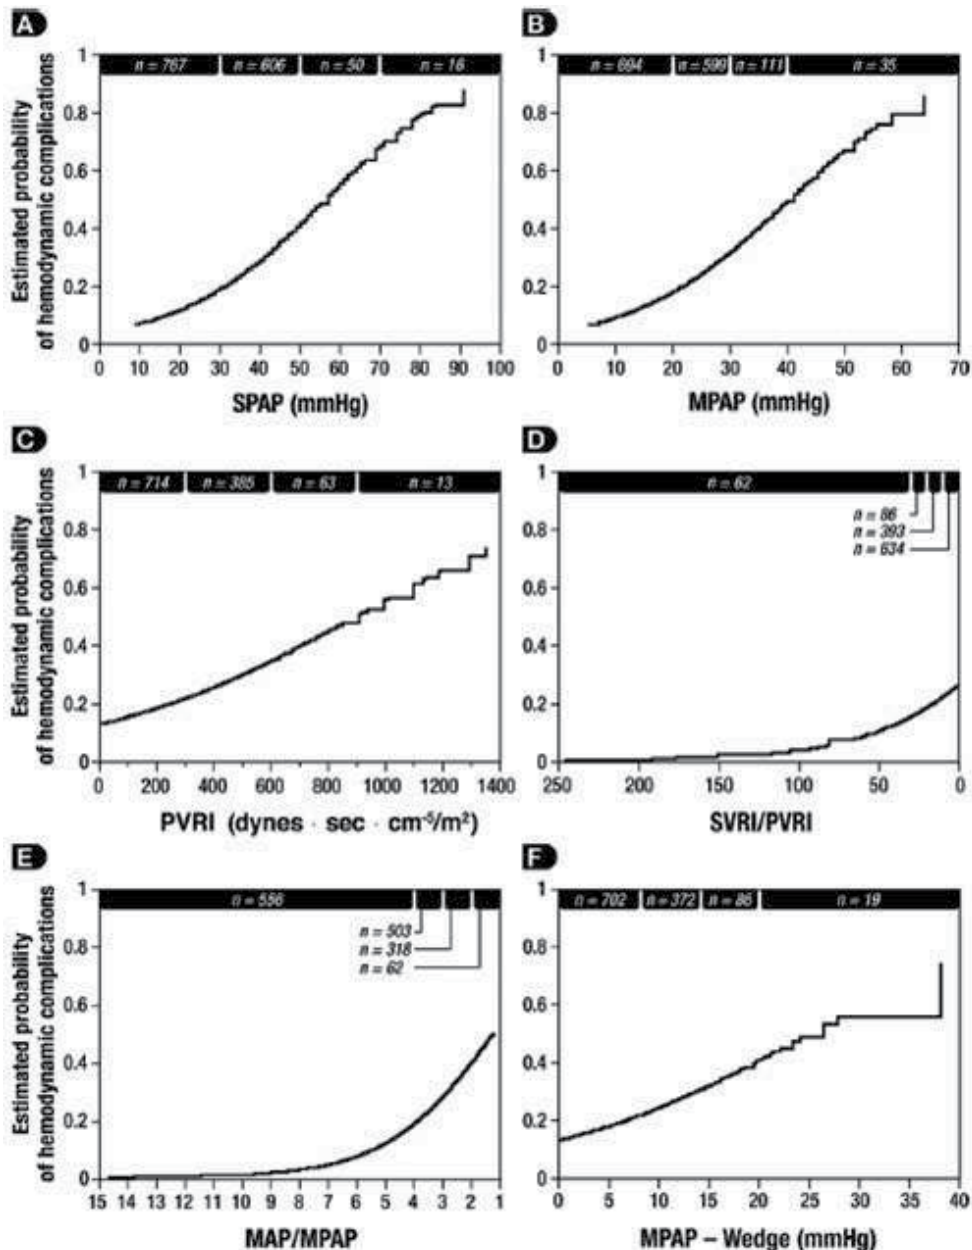 A
B
Estimated probability
of hemodynamic complications
1
0.8
0.6
0.4
0.2
0
n = 767 n = 606 n = 50 n = 16
0 10 20 30 40 50 60 70 80 90 100
SPAP (mmHg)
1
0.8
0.6
0.4
0.2
0
n = 694 n = 599 n = 111 n = 35
0 10 20 30 40 50 60 70
MPAP (mmHg)
C
D
Estimated probability
of hemodynamic complications
1
0.8
0.6
0.4
0.2
0
n = 714 n = 385 n = 63 n = 13
0 200 400 600 800 1000 1200 1400
PVRI (dynes · sec · cm⁻⁵/m²)
1
0.8
0.6
0.4
0.2
0
n = 62
n = 86
n = 393
n = 634
250 200 150 100 50 0
SVRI/PVRI
E
F
Estimated probability
of hemodynamic complications
1
0.8
0.6
0.4
0.2
0
n = 556
n = 503
n = 318
n = 62
15 14 13 12 11 10 9 8 7 6 5 4 3 2 1
MAP/MPAP
1
0.8
0.6
0.4
0.2
0
n = 702 n = 372 n = 86 n = 19
0 5 10 15 20 25 30 35 40
MPAP – Wedge (mmHg)